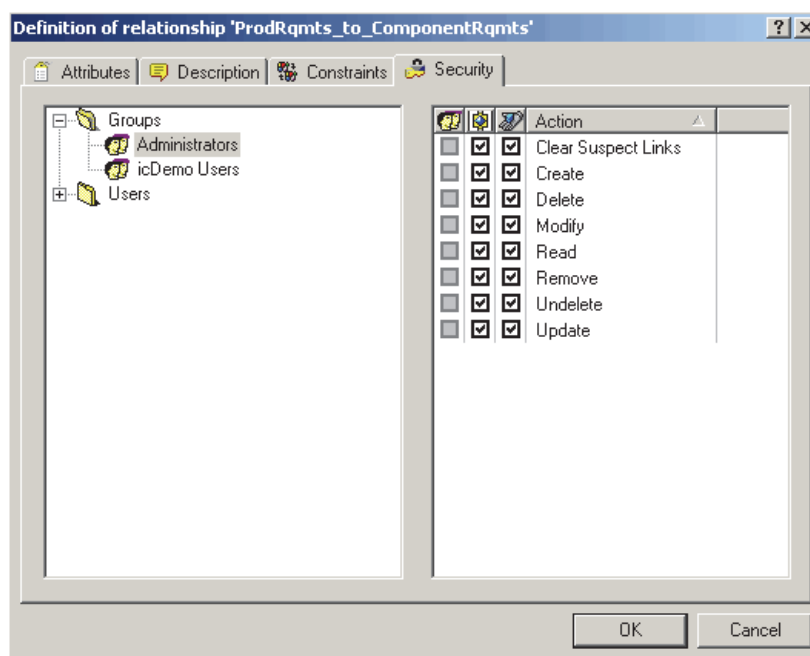 Definition of relationship 'ProdRqmts_to_ComponentRqmts'
Attributes Description Constraints Security
Groups
Administrators
icDemo Users
Users
Action
Clear Suspect Links
Create
Delete
Modify
Read
Remove
Undelete
Update
OK Cancel